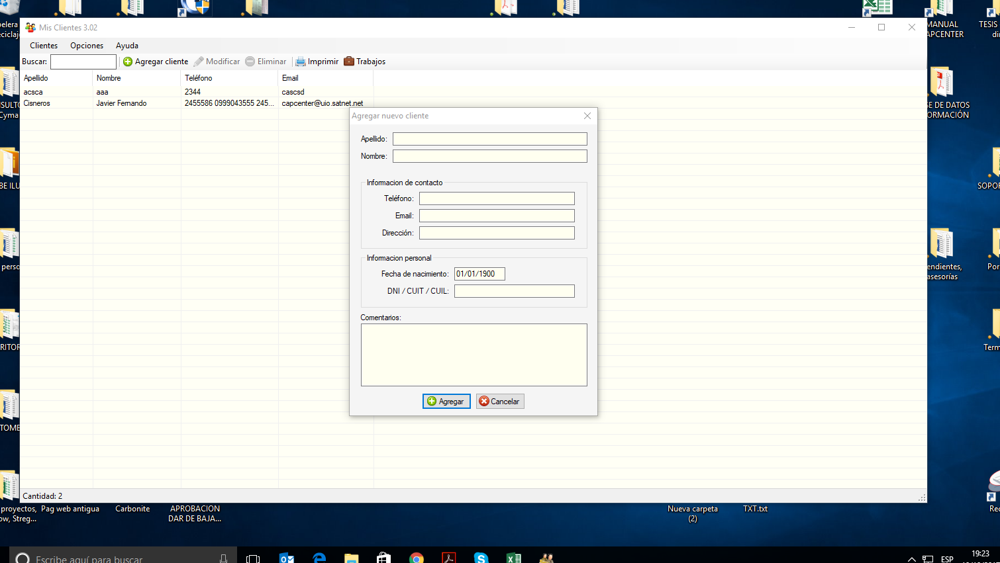 Mis Clientes 3.02
Clientes Opciones Ayuda
Buscar: Agregar cliente Modificar Eliminar Imprimir Trabajos
Apellido Nombre Teléfono Email
acsca aaa 2344 cascsd
Cisneros Javier Fernando 2455586 0999043555 245... capcenter@uio.satnet.net
Agregar nuevo cliente
Apellido:
Nombre:
Informacion de contacto
Teléfono:
Email:
Dirección:
Informacion personal
Fecha de nacimiento: 01/01/1900
DNI / CUIT / CUIL:
Comentarios:
Agregar Cancelar
Cantidad: 2
MANUAL
APCENTER
TESIS
SE DE DATOS
ORMACIÓN
SOPOR
endientes,
asesorías
Por
Term
Rec
pelera
eciclaj
SULTO
Cyma
BE ILU
perso
RITOR
TOME
proyectos,
ow, Streg...
Pag web antigua
Carbonite
APROBACION
DAR DE BAJA...
Nueva carpeta
(2)
TXT.txt
Escribe aquí para buscar
ESP
19:23